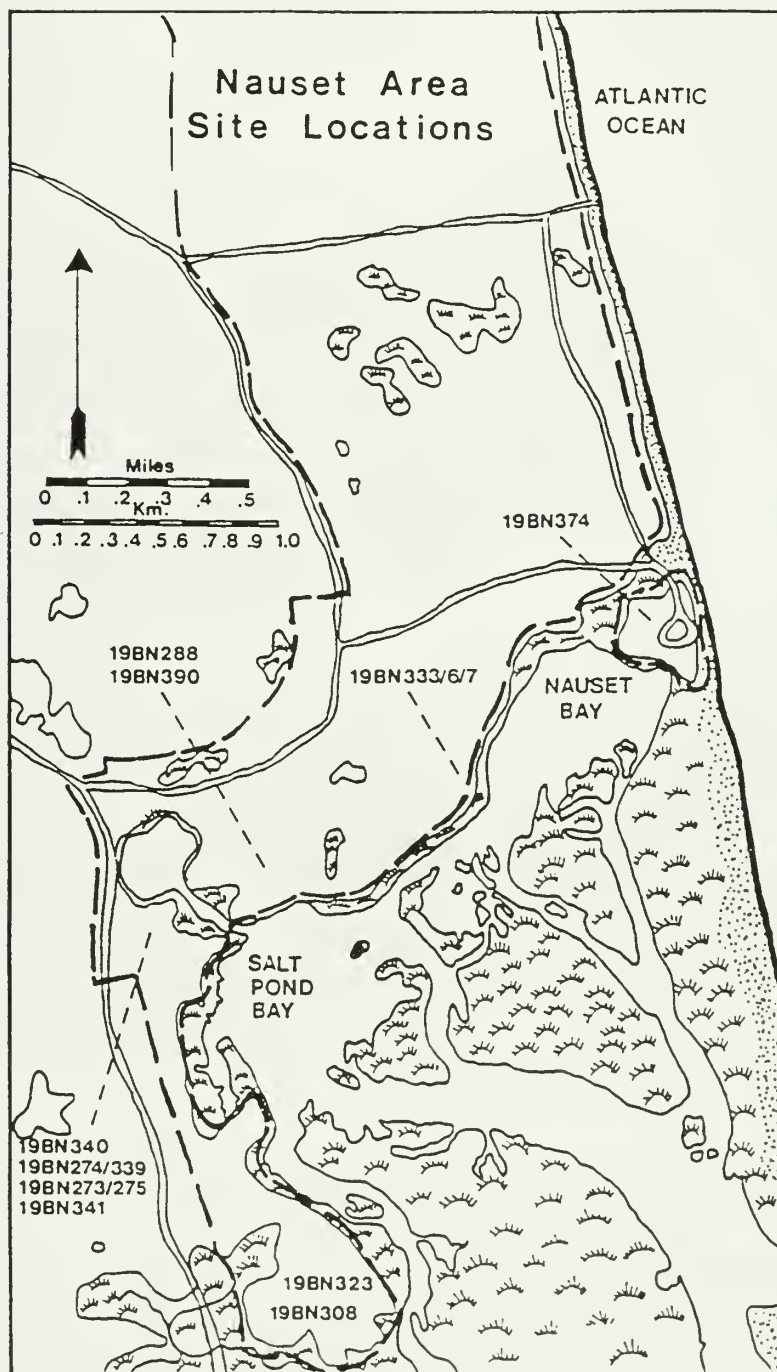 Nauset Area
Site Locations
ATLANTIC
OCEAN
Miles
0 .1 .2 .3 .4 .5
Km.
0 .1 .2 .3 .4 .5 .6 .7 .8 .9 1.0
19BN374
19BN288
19BN390
19BN333/6/7
NAUSET
BAY
SALT
POND
BAY
19BN340
19BN274/339
19BN273/275
19BN341
19BN323
19BN308